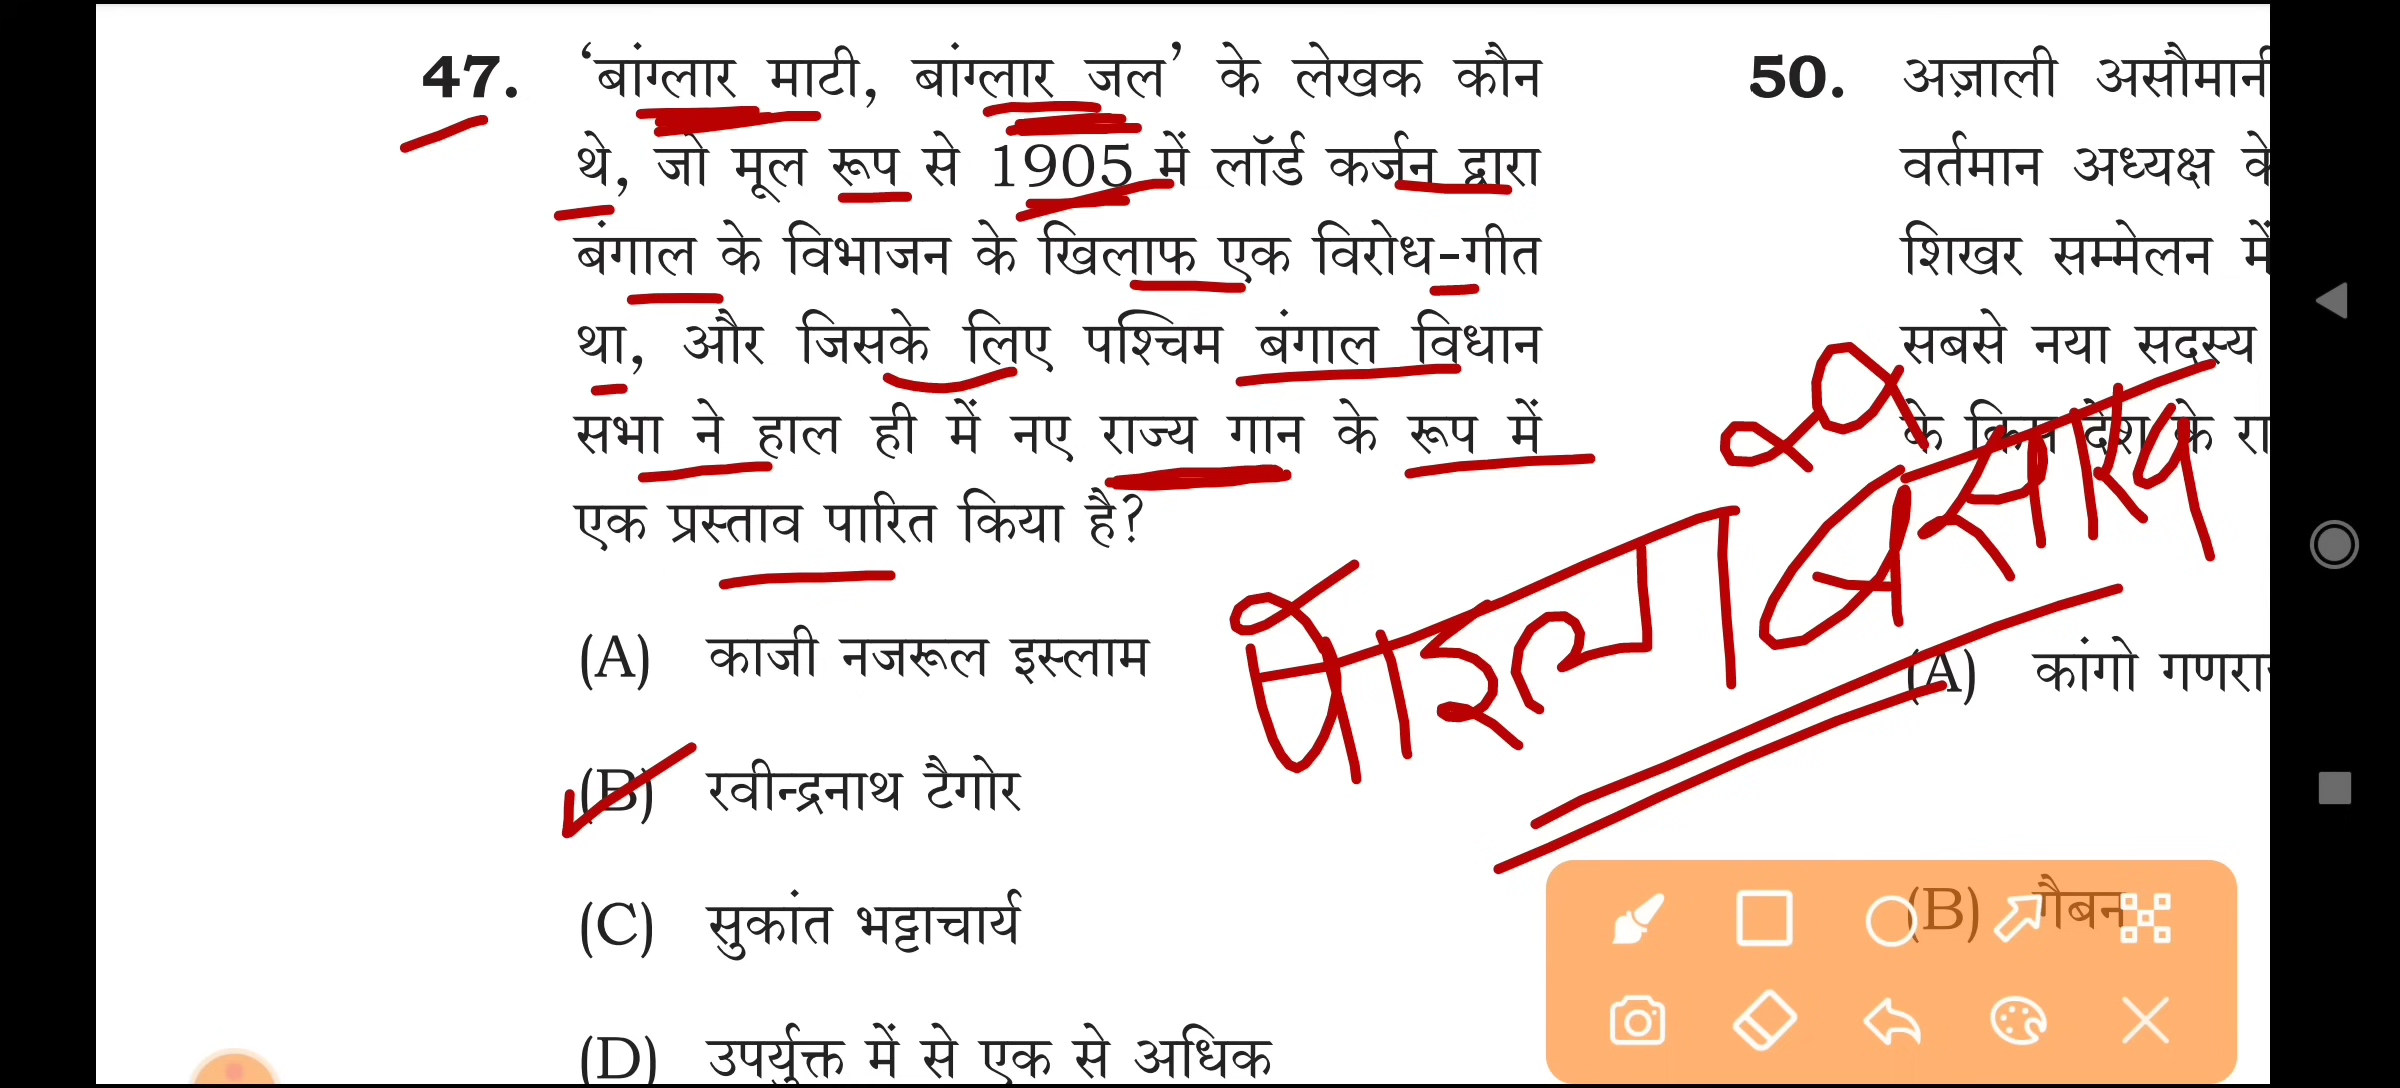 47. ‘बांग्लार माटी, बांग्लार जल’ के लेखक कौन
थे, जो मूल रूप से 1905 में लॉर्ड कर्जन द्वारा
बंगाल के विभाजन के खिलाफ एक विरोध-गीत
था, और जिसके लिए पश्चिम बंगाल विधान
सभा ने हाल ही में नए राज्य गान के रूप में
एक प्रस्ताव पारित किया है?
(A) काजी नजरूल इस्लाम
(B) रवीन्द्रनाथ टैगोर
(C) सुकांत भट्टाचार्य
(D) उपर्युक्त में से एक से अधिक
50. अज़ाली असौमानी
वर्तमान अध्यक्ष के
शिखर सम्मेलन में
सबसे नया सदस्य
के किस देश के रा
(A) कांगो गणरा
(B) गैबन